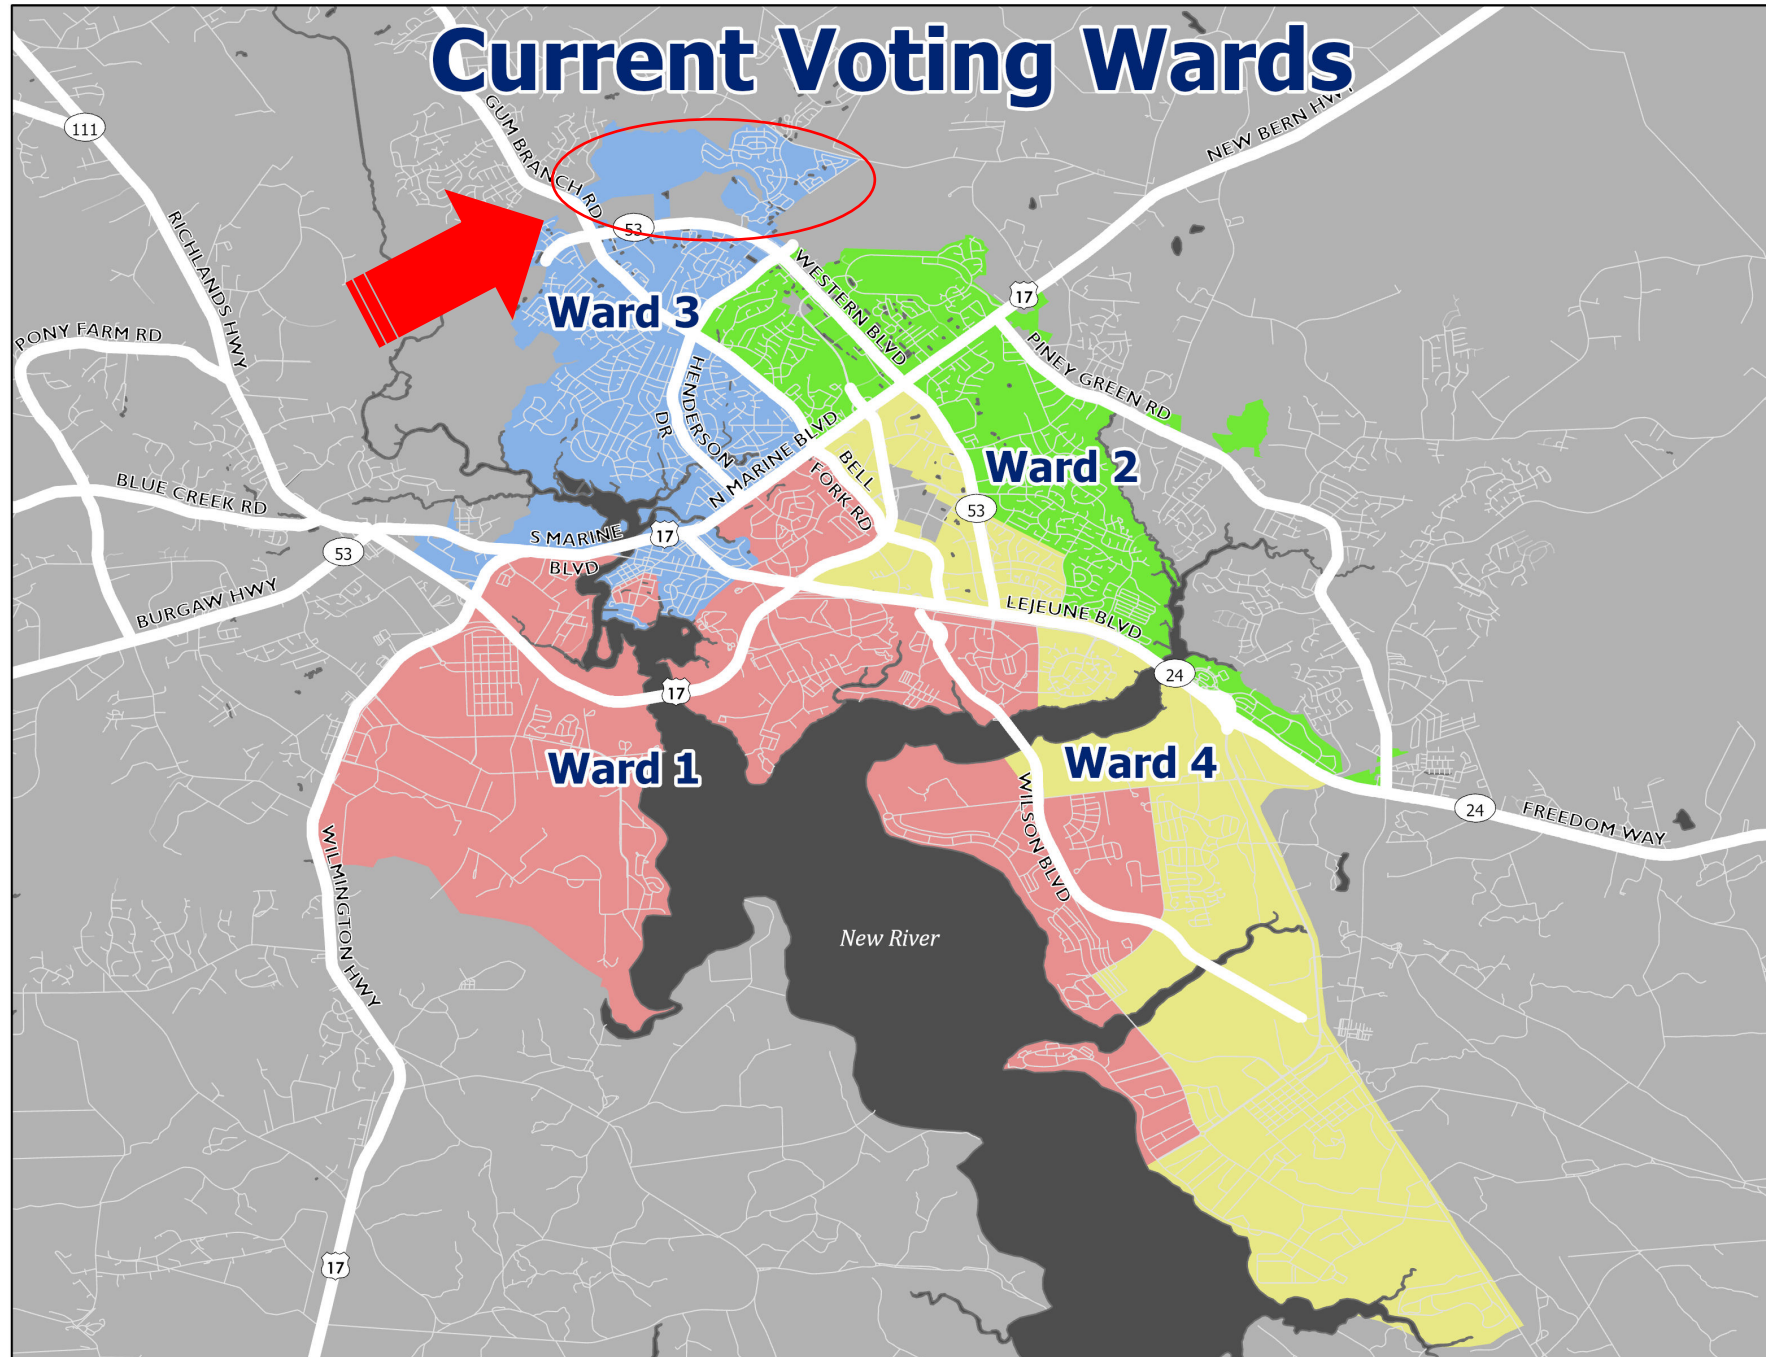 Current Voting Wards
111
GUM BRANCH RD
NEW BERN HWY
53
RICHLANDS HWY
WESTERN BLVD
17
Ward 3
PONY FARM RD
PINEY GREEN RD
HENDERSON
DR
N MARINE BLVD
BELL
FORK RD
Ward 2
BLUE CREEK RD
53
S MARINE
BLVD
17
53
BURGAW HWY
LEJEUNE BLVD
24
17
Ward 1
Ward 4
WILSON BLVD
24
FREEDOM WAY
WILMINGTON HWY
New River
17